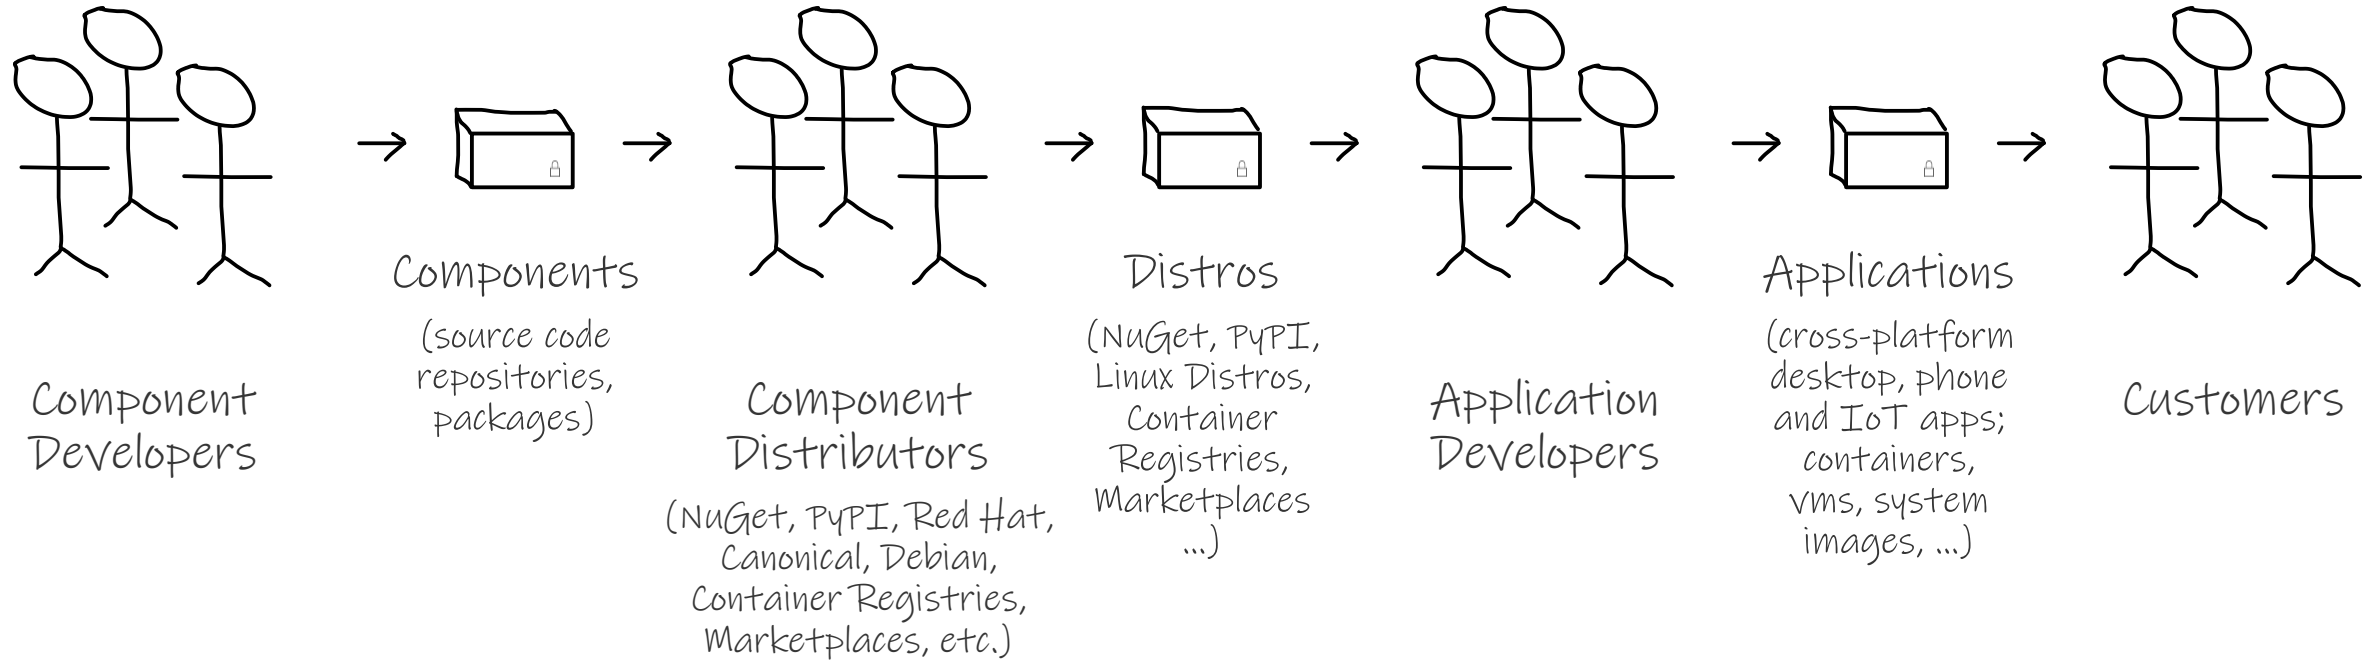 Component
Developers
Components
(source code
repositories,
packages)
Component
Distributors
(NuGet, PyPI, Red Hat,
Canonical, Debian,
Container Registries,
Marketplaces, etc.)
Distros
(NuGet, PyPI,
Linux Distros,
Container
Registries,
Marketplaces
...)
Application
Developers
Applications
(cross-platform
desktop, phone
and IoT apps;
containers,
vms, system
images, ...)
Customers